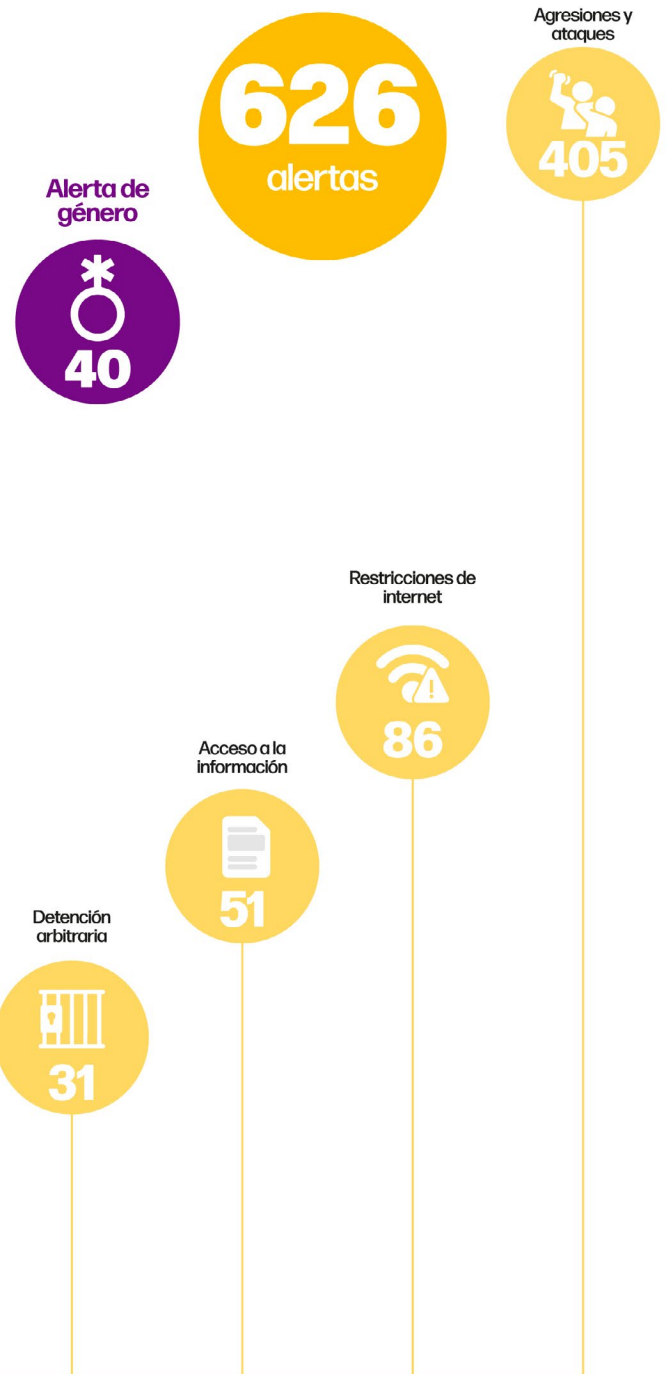 626
alertas
Agresiones y
ataques
405
Alerta de
género
40
Restricciones de
internet
86
Acceso a la
información
51
Detención
arbitraria
31